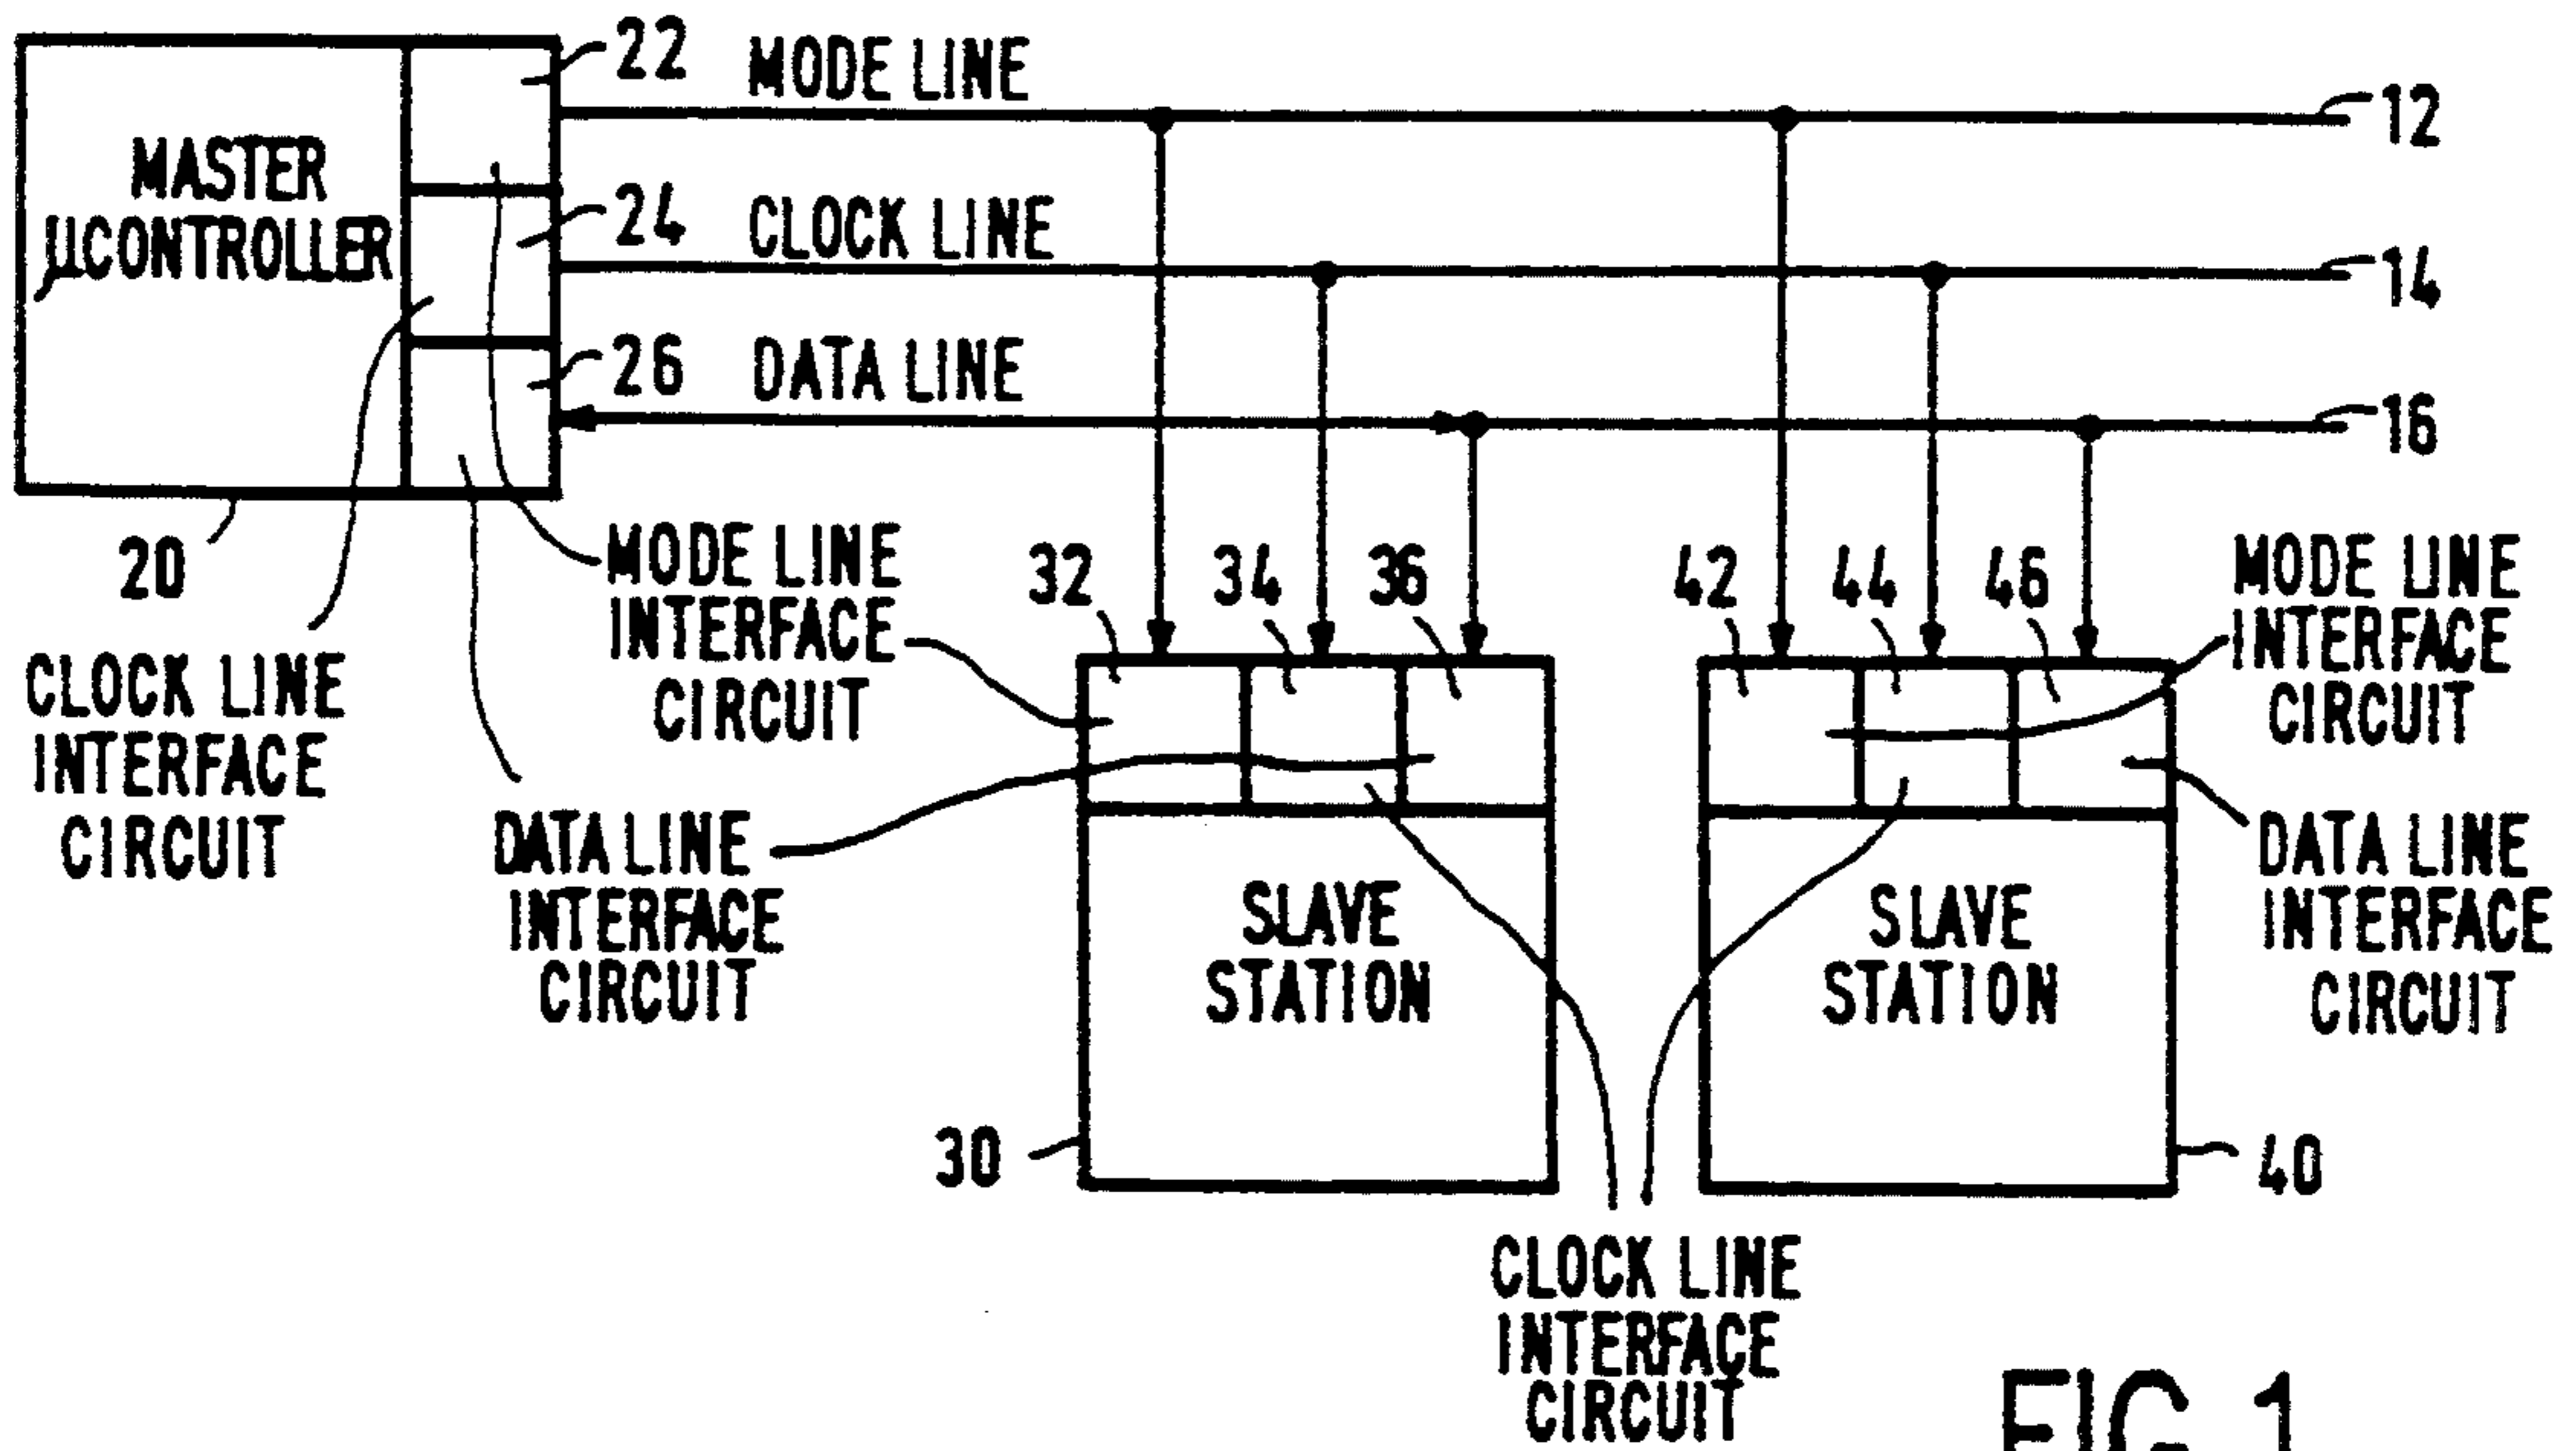 22 MODE LINE
12
MASTER
µCONTROLLER
24 CLOCK LINE
14
26 DATA LINE
16
20
MODE LINE
INTERFACE
CIRCUIT
32 34 36 42 44 46
MODE LINE
INTERFACE
CIRCUIT
CLOCK LINE
INTERFACE
CIRCUIT
DATA LINE
INTERFACE
CIRCUIT
SLAVE
STATION
SLAVE
STATION
DATA LINE
INTERFACE
CIRCUIT
30
40
CLOCK LINE
INTERFACE
CIRCUIT
FIG.1